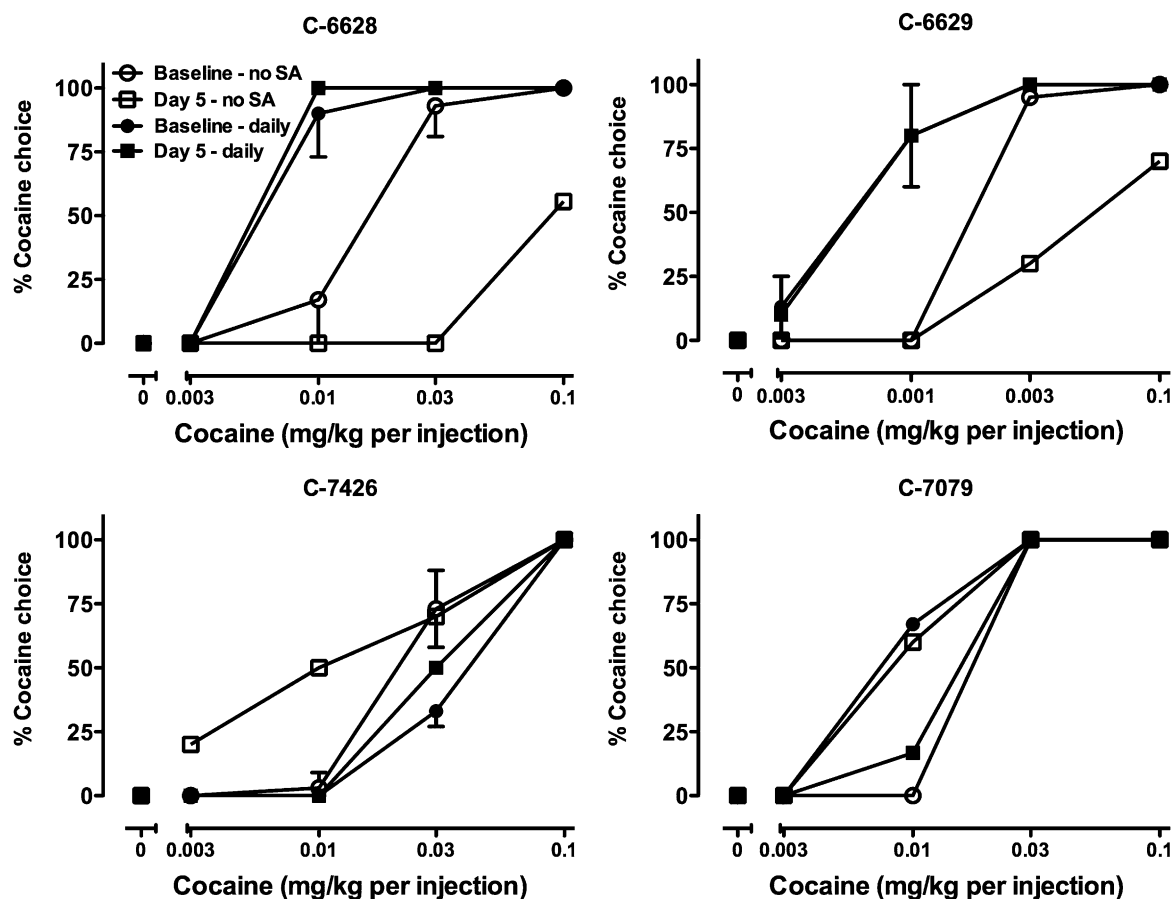 C-6628
% Cocaine choice
100
75
50
25
0
Baseline - no SA
Day 5 - no SA
Baseline - daily
Day 5 - daily
0 0.003 0.01 0.03 0.1
Cocaine (mg/kg per injection)
C-6629
% Cocaine choice
100
75
50
25
0
0 0.003 0.001 0.003 0.1
Cocaine (mg/kg per injection)
C-7426
% Cocaine choice
100
75
50
25
0
0 0.003 0.01 0.03 0.1
Cocaine (mg/kg per injection)
C-7079
% Cocaine choice
100
75
50
25
0
0 0.003 0.01 0.03 0.1
Cocaine (mg/kg per injection)